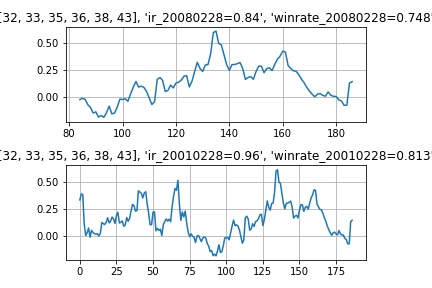 [32, 33, 35, 36, 38, 43], 'ir_20080228=0.84', 'winrate_20080228=0.748'
0.50
0.25
0.00
80 100 120 140 160 180
[32, 33, 35, 36, 38, 43], 'ir_20010228=0.96', 'winrate_20010228=0.813'
0.50
0.25
0.00
0 25 50 75 100 125 150 175